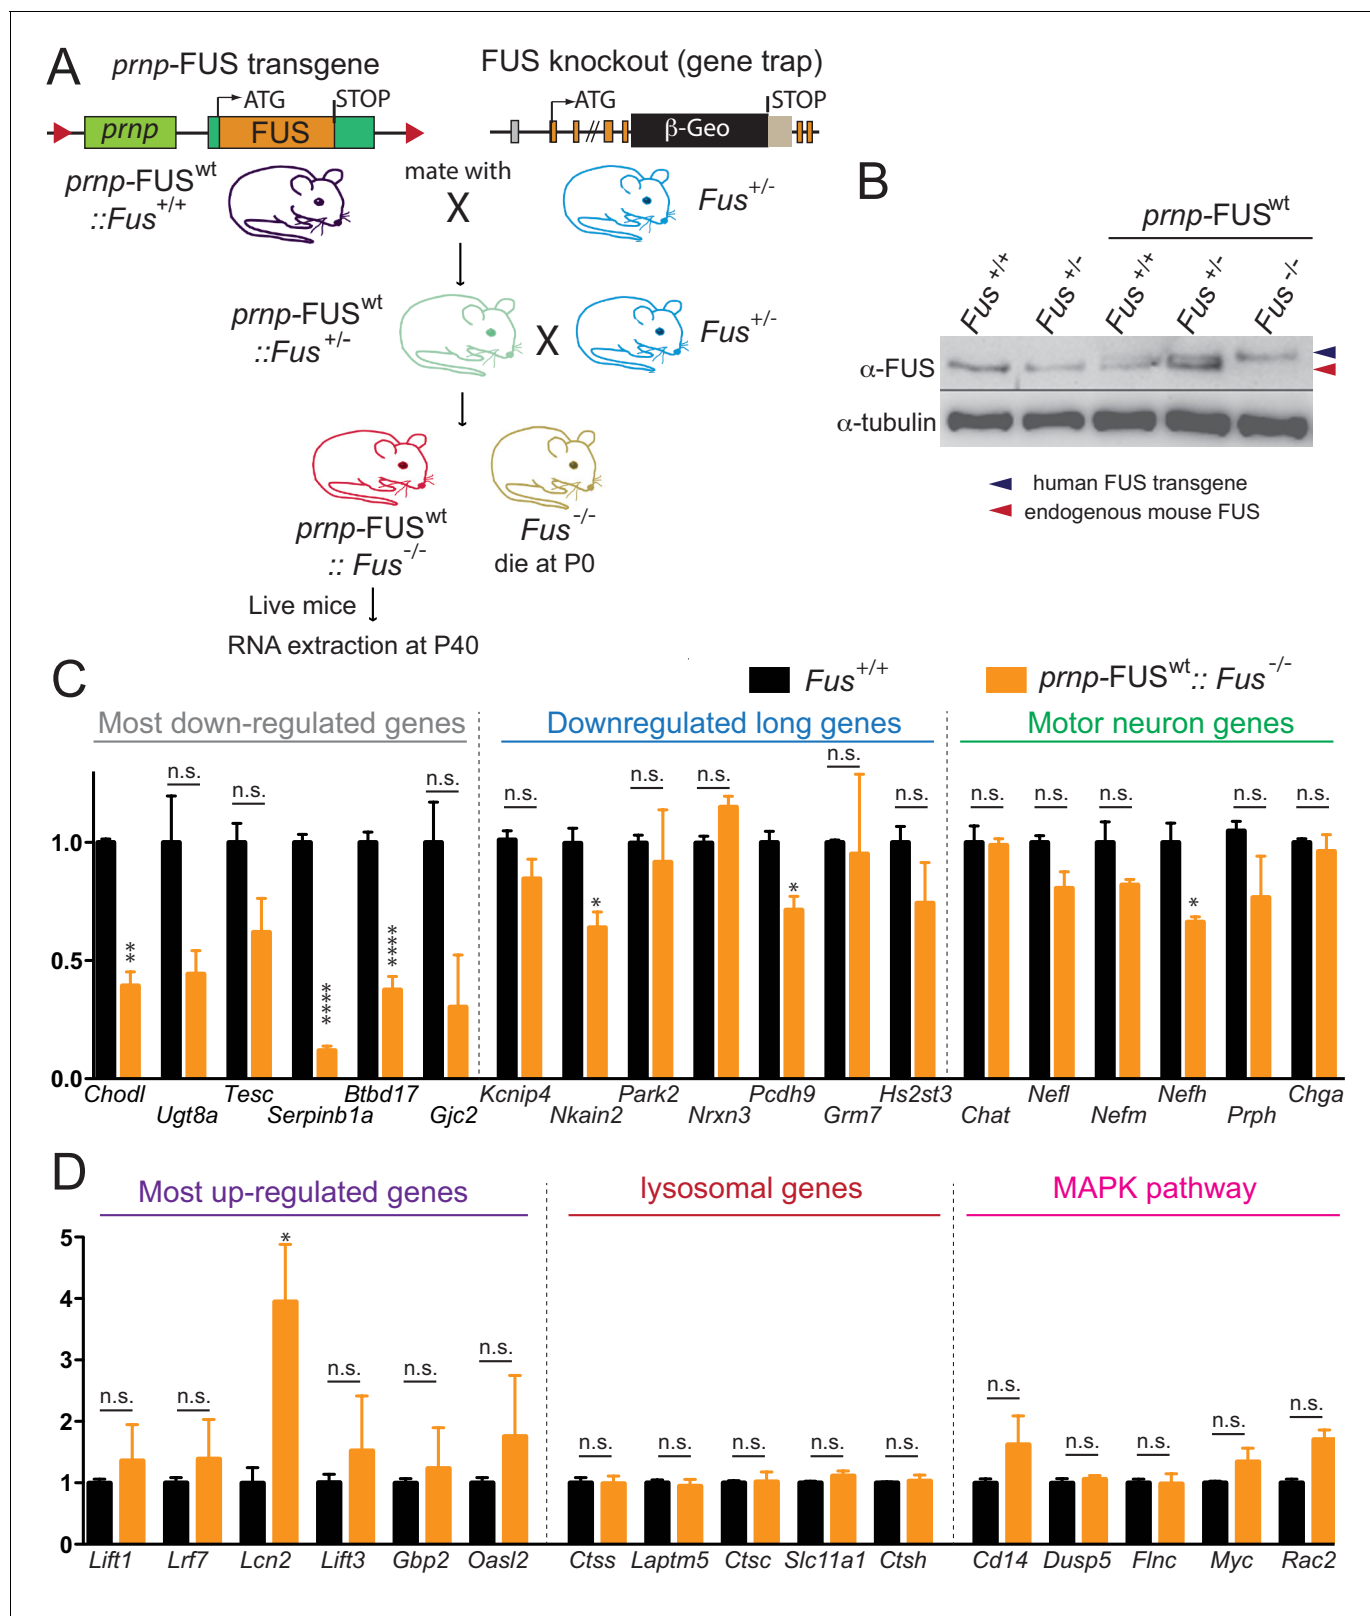 A
prnp-FUS transgene
FUS knockout (gene trap)
ATG
STOP
ATG
STOP
prnp
FUS
β-Geo
prnp-FUSwt
::Fus+/+
mate with
X
Fus+/-
prnp-FUSwt
::Fus+/-
X
Fus+/-
prnp-FUSwt
:: Fus-/-
Fus-/-
die at P0
Live mice
RNA extraction at P40
B
prnp-FUSwt
Fus+/+
Fus+/-
Fus+/+
Fus+/-
Fus-/-
α-FUS
α-tubulin
human FUS transgene
endogenous mouse FUS
C
Fus+/+
prnp-FUSwt:: Fus-/-
Most down-regulated genes
Downregulated long genes
Motor neuron genes
n.s. n.s. n.s. n.s. n.s. n.s. n.s. n.s. n.s. n.s. n.s. n.s. n.s.
** **** **** * * *
1.0
0.5
0.0
Chodl Tesc Btbd17 Kcnip4 Park2 Pcdh9 Hs2st3 Nefl Nefh Chga
Ugt8a Serpinb1a Gjc2 Nkain2 Nrxn3 Grm7 Chat Nefm Prph
D
Most up-regulated genes
lysosomal genes
MAPK pathway
5
4
3
2
1
0
n.s. n.s. * n.s. n.s. n.s. n.s. n.s. n.s. n.s. n.s. n.s. n.s. n.s. n.s. n.s.
Lift1 Lrf7 Lcn2 Lift3 Gbp2 Oasl2 Ctss Laptm5 Ctsc Slc11a1 Ctsh Cd14 Dusp5 Flnc Myc Rac2